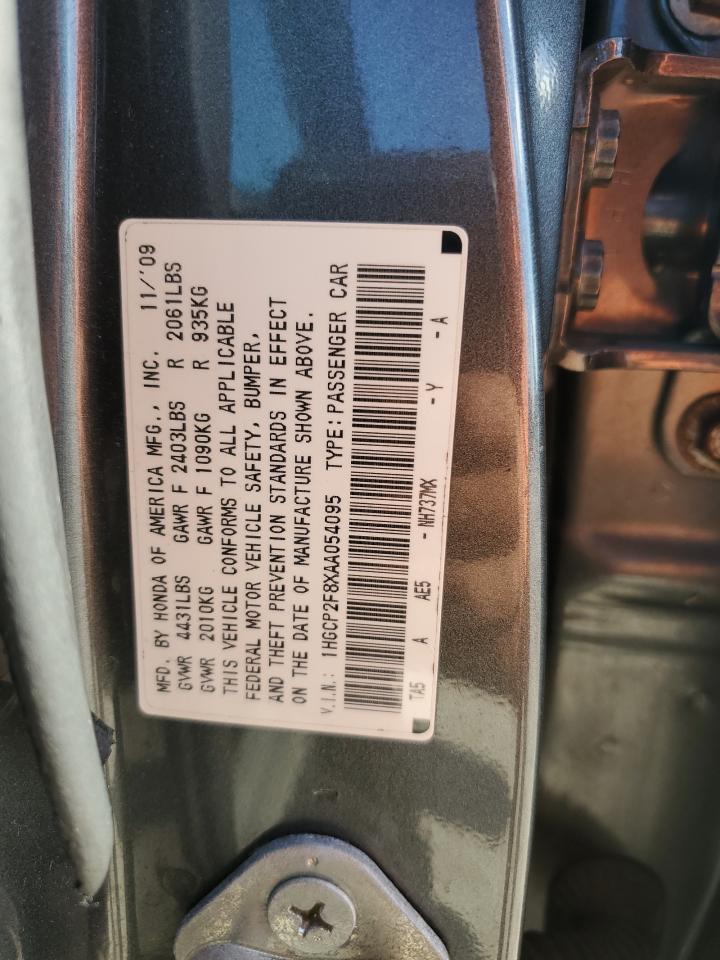 MFD. BY HONDA OF AMERICA MFG., INC. 11/'09
GVWR 4431LBS GAWR F 2403LBS R 2061LBS
GVWR 2010KG GAWR F 1090KG R 935KG
THIS VEHICLE CONFORMS TO ALL APPLICABLE
FEDERAL MOTOR VEHICLE SAFETY, BUMPER,
AND THEFT PREVENTION STANDARDS IN EFFECT
ON THE DATE OF MANUFACTURE SHOWN ABOVE.
V.I.N.: 1HGCP2F8XAA054095 TYPE: PASSENGER CAR
TA5 A AE5 - NH737MX - Y - A